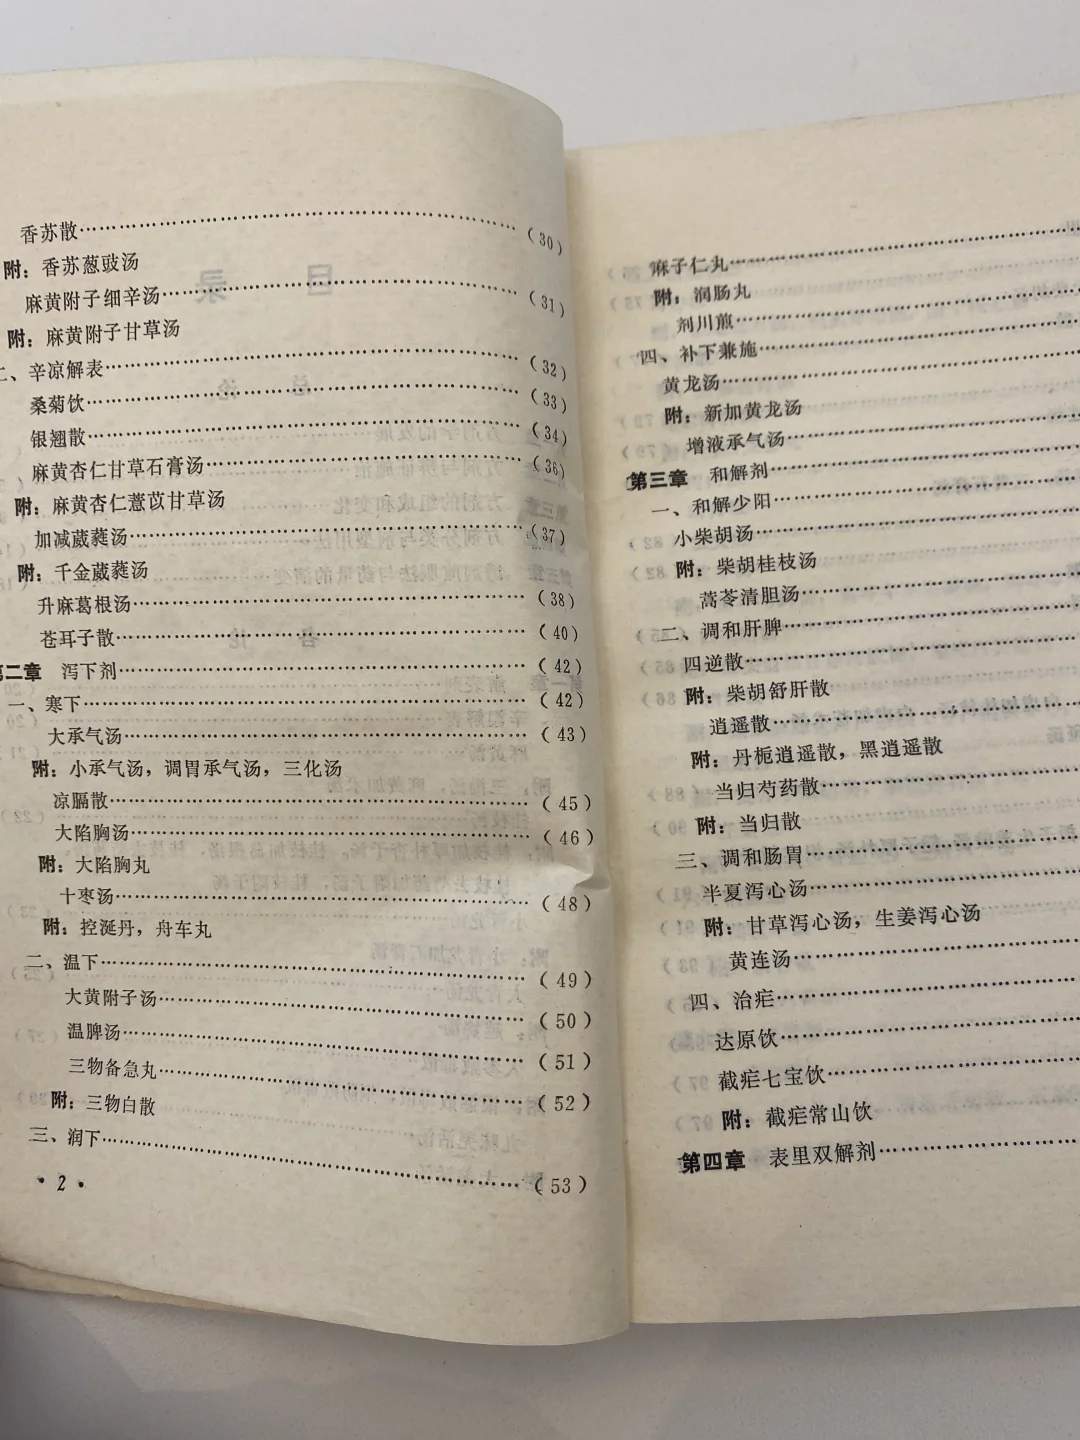 香苏散……(30)
附：香苏葱豉汤
麻黄附子细辛汤……(31)
附：麻黄附子甘草汤
二、辛凉解表……(32)
桑菊饮……(33)
银翘散……(34)
麻黄杏仁甘草石膏汤……(36)
附：麻黄杏仁薏苡甘草汤
加减葳蕤汤……(37)
附：千金葳蕤汤
升麻葛根汤……(38)
苍耳子散……(40)
第二章 泻下剂……(42)
一、寒下……(42)
大承气汤……(43)
附：小承气汤，调胃承气汤，三化汤
凉膈散……(45)
大陷胸汤……(46)
附：大陷胸丸
十枣汤……(48)
附：控涎丹，舟车丸
二、温下……(49)
大黄附子汤……(50)
温脾汤……(51)
三物备急丸……(52)
附：三物白散
三、润下……(53)
·2·
麻子仁丸……
附：润肠丸
剂川煎……
四、补下兼施……
黄龙汤……
附：新加黄龙汤
增液承气汤……
第三章 和解剂……
一、和解少阳……
小柴胡汤……
附：柴胡桂枝汤
蒿芩清胆汤……
二、调和肝脾……
四逆散……
附：柴胡舒肝散
逍遥散……
附：丹栀逍遥散，黑逍遥散
当归芍药散……
附：当归散
三、调和肠胃……
半夏泻心汤……
附：甘草泻心汤，生姜泻心汤
黄连汤……
四、治疟……
达原饮……
截疟七宝饮……
附：截疟常山饮
第四章 表里双解剂……